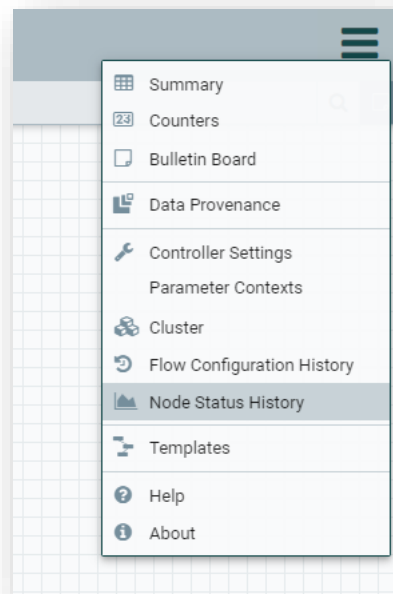 Summary
Counters
Bulletin Board
Data Provenance
Controller Settings
Parameter Contexts
Cluster
Flow Configuration History
Node Status History
Templates
Help
About